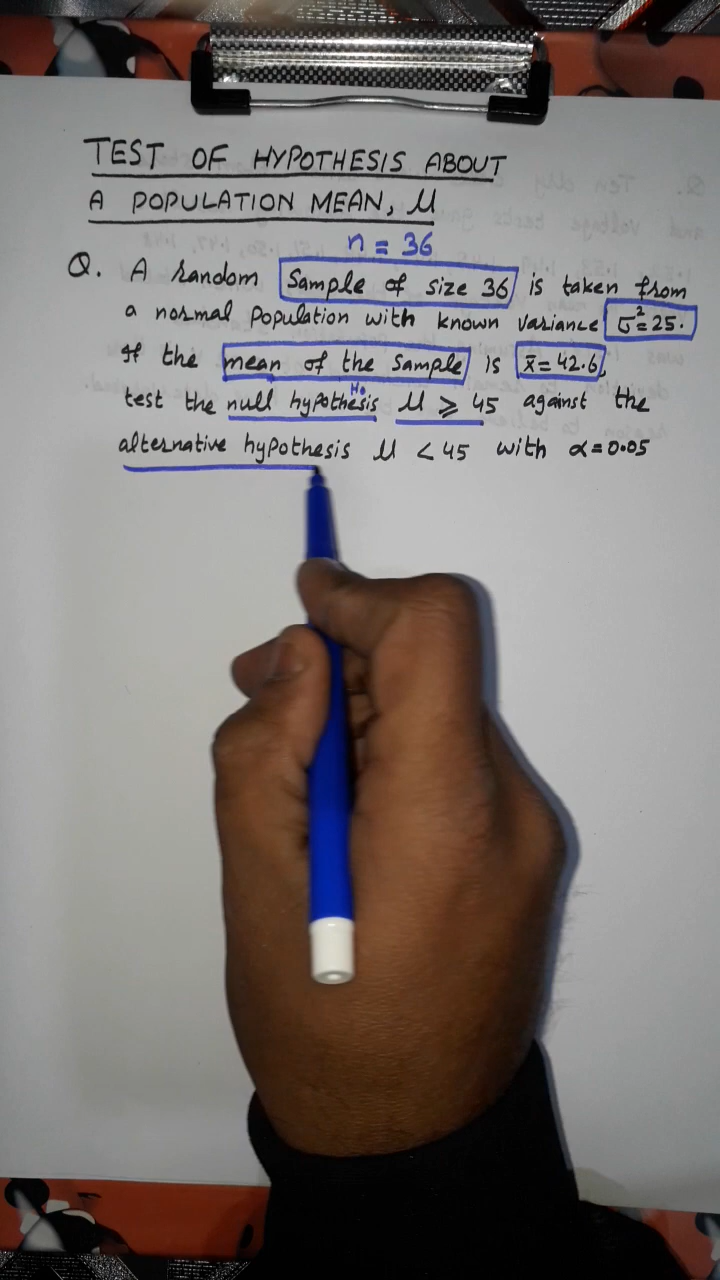 TEST OF HYPOTHESIS ABOUT
A POPULATION MEAN, μ
n = 36
Q. A random Sample of size 36 is taken from
a normal population with known variance σ² = 25.
If the mean of the sample is x̄ = 42.6,
H₀
test the null hypothesis μ ⩾ 45 against the
alternative hypothesis μ < 45 with α = 0.05